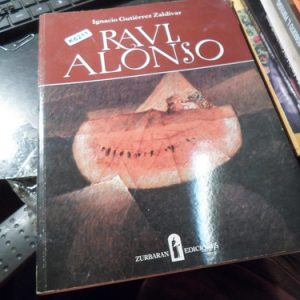 Ignacio Gutiérrez Zaldívar
RAVL
ALONSO
ZURBARAN EDICIONES